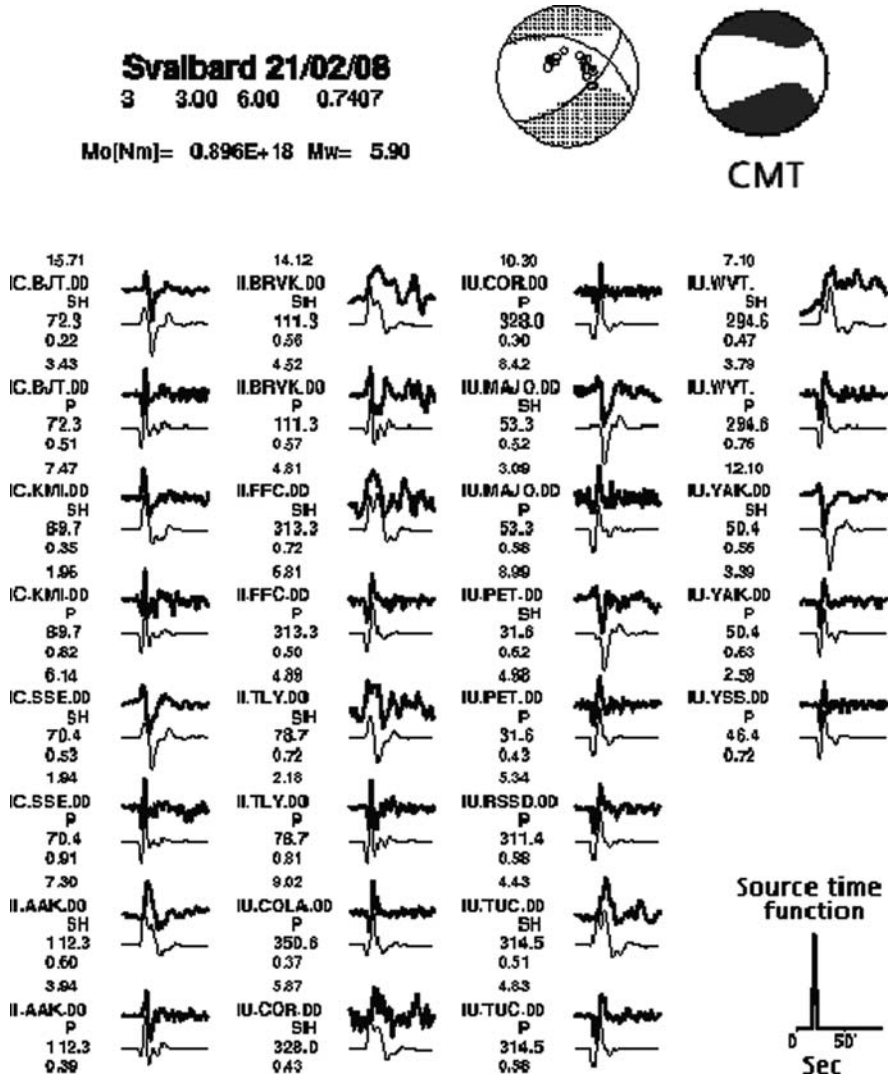 Svalbard 21/02/08
3 3.00 6.00 0.7407
Mo[Nm]= 0.896E+18 Mw= 5.90
CMT
15.71
IC.BJT.00
SH
72.3
0.22
3.43
IC.BJT.00
P
72.3
0.51
7.47
IC.KMI.00
SH
89.7
0.35
1.95
IC.KMI.00
P
89.7
0.82
6.14
IC.SSE.00
SH
70.4
0.53
1.94
IC.SSE.00
P
70.4
0.91
7.30
II.AAK.00
SH
112.3
0.60
3.94
II.AAK.00
P
112.3
0.39
14.12
II.BRVK.00
SH
111.3
0.56
4.52
II.BRVK.00
P
111.3
0.57
4.81
II.FFC.00
SH
313.3
0.72
6.81
II.FFC.00
P
313.3
0.50
4.89
II.TLY.00
SH
78.7
0.72
2.18
II.TLY.00
P
78.7
0.81
9.02
IU.COLA.00
P
350.6
0.37
5.87
IU.COR.00
SH
328.0
0.43
10.30
IU.COR.00
P
328.0
0.30
8.42
IU.MAJO.00
SH
53.3
0.52
3.09
IU.MAJO.00
P
53.3
0.58
8.99
IU.PET.00
SH
31.6
0.62
4.98
IU.PET.00
P
31.6
0.43
5.34
IU.RSSD.00
P
311.4
0.58
4.43
IU.TUC.00
SH
314.5
0.51
4.83
IU.TUC.00
P
314.5
0.56
7.10
IU.WVT.
SH
294.6
0.47
3.79
IU.WVT.
P
294.6
0.76
12.10
IU.YAK.00
SH
50.4
0.56
3.39
IU.YAK.00
P
50.4
0.63
2.59
IU.YSS.00
P
46.4
0.72
Source time
function
0 50'
Sec